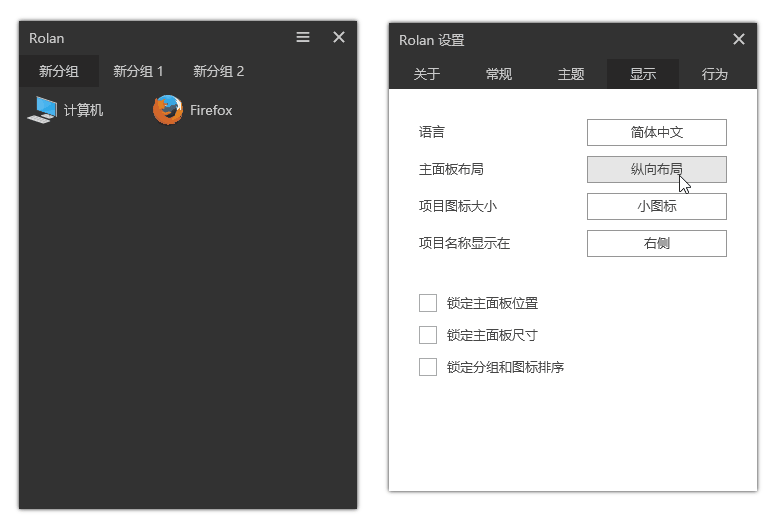 Rolan
新分组 新分组 1 新分组 2
计算机 Firefox
Rolan 设置
关于 常规 主题 显示 行为
语言 简体中文
主面板布局 纵向布局
项目图标大小 小图标
项目名称显示在 右侧
锁定主面板位置
锁定主面板尺寸
锁定分组和图标排序